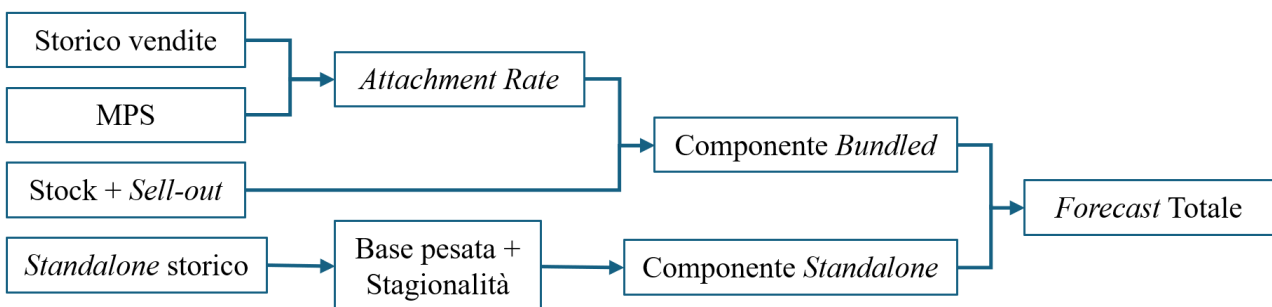 Storico vendite
MPS
Attachment Rate
Stock + Sell-out
Componente Bundled
Standalone storico
Base pesata +
Stagionalità
Componente Standalone
Forecast Totale